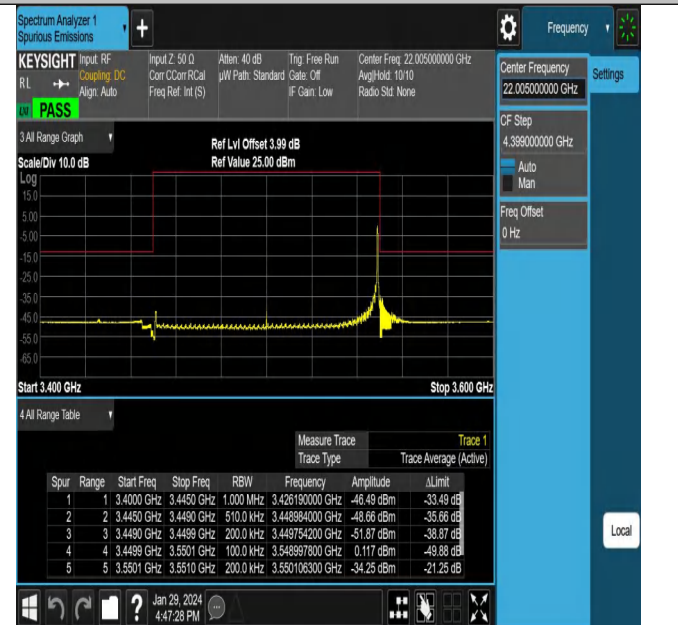 Spectrum Analyzer 1
Spurious Emissions
+
Frequency
KEYSIGHT Input: RF Input Z: 50 Ω Atten: 40 dB Trig: Free Run Center Freq: 22.005000000 GHz
RL Coupling: DC Corr CCorr RCal µW Path: Standard Gate: Off Avg|Hold: 10/10
Align: Auto Freq Ref: Int (S) IF Gain: Low Radio Std: None
PASS
Center Frequency
22.005000000 GHz
Settings
CF Step
4.399000000 GHz
Auto
Man
Freq Offset
0 Hz
3 All Range Graph
Ref Lvl Offset 3.99 dB
Scale/Div 10.0 dB Ref Value 25.00 dBm
Log
15.0
5.00
-5.00
-15.0
-25.0
-35.0
-45.0
-55.0
-65.0
Start 3.400 GHz Stop 3.600 GHz
4 All Range Table
Measure Trace Trace 1
Trace Type Trace Average (Active)
Spur Range Start Freq Stop Freq RBW Frequency Amplitude ΔLimit
1 1 3.4000 GHz 3.4450 GHz 1.000 MHz 3.426190000 GHz -46.49 dBm -33.49 dB
2 2 3.4450 GHz 3.4490 GHz 510.0 kHz 3.448984000 GHz -48.66 dBm -35.66 dB
3 3 3.4490 GHz 3.4499 GHz 200.0 kHz 3.449754200 GHz -51.87 dBm -38.87 dB
4 4 3.4499 GHz 3.5501 GHz 100.0 kHz 3.548997800 GHz 0.117 dBm -49.88 dB
5 5 3.5501 GHz 3.5510 GHz 200.0 kHz 3.550106300 GHz -34.25 dBm -21.25 dB
Local
?
Jan 29, 2024
4:47:28 PM